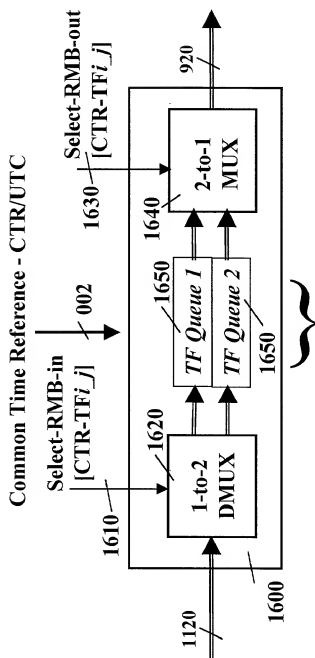 Common Time Reference - CTR/UTC
002
Select-RMB-in
[CTR-TFi_j]
1610
Select-RMB-out
[CTR-TFi_j]
1630
1120
1620
1-to-2
DMUX
1650
TF Queue 1
TF Queue 2
1650
1640
2-to-1
MUX
920
1600